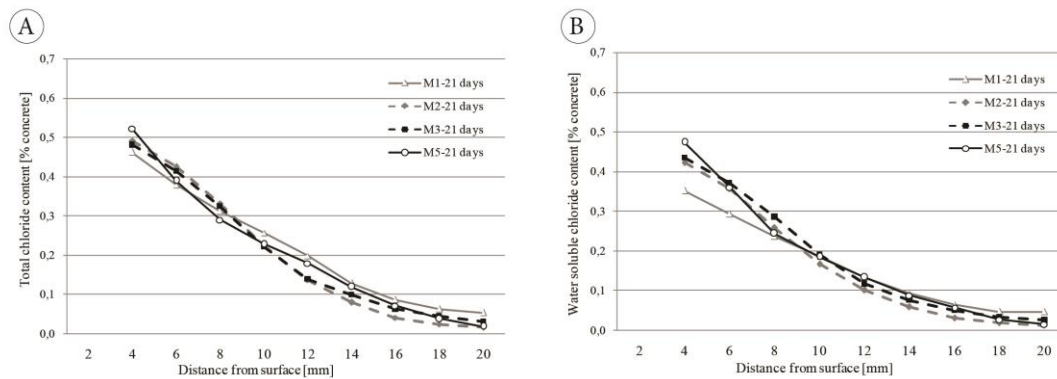 A
Total chloride content [% concrete]
0,7
0,6
0,5
0,4
0,3
0,2
0,1
0,0
M1-21 days
M2-21 days
M3-21 days
M5-21 days
2 4 6 8 10 12 14 16 18 20
Distance from surface [mm]
B
Water soluble chloride content [% concrete]
0,7
0,6
0,5
0,4
0,3
0,2
0,1
0,0
M1-21 days
M2-21 days
M3-21 days
M5-21 days
2 4 6 8 10 12 14 16 18 20
Distance from surface [mm]